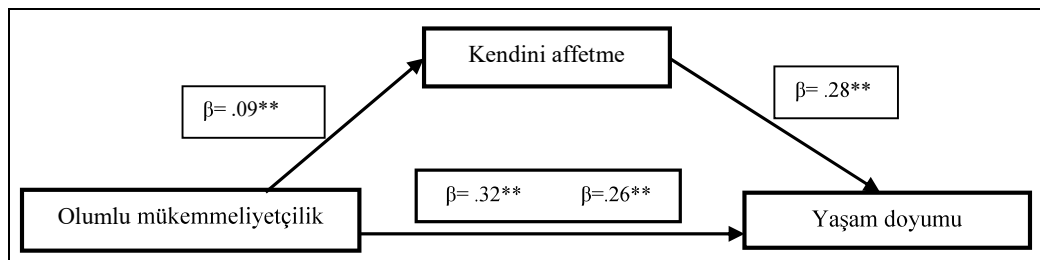 Kendini affetme
β= .09**
β= .28**
β= .32** β=.26**
Olumlu mükemmeliyetçilik
Yaşam doyumu